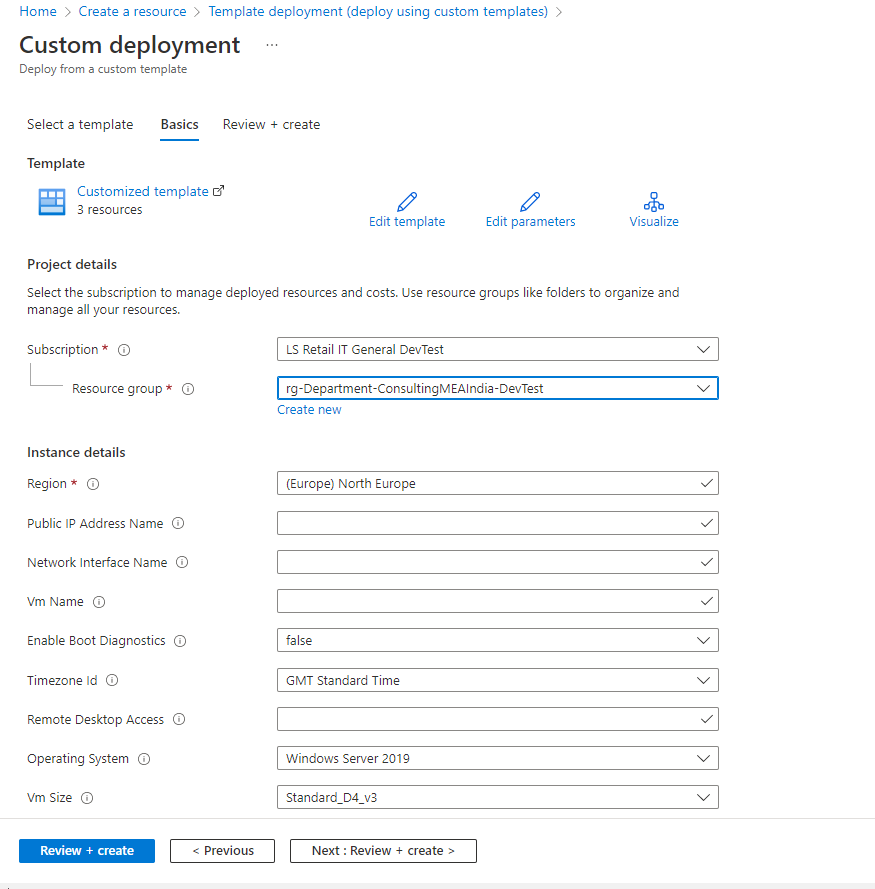 Home > Create a resource > Template deployment (deploy using custom templates) >
Custom deployment ...
Deploy from a custom template
Select a template Basics Review + create
Template
Customized template
3 resources
Edit template Edit parameters Visualize
Project details
Select the subscription to manage deployed resources and costs. Use resource groups like folders to organize and
manage all your resources.
Subscription * LS Retail IT General DevTest
Resource group * rg-Department-ConsultingMEAIndia-DevTest
Create new
Instance details
Region * (Europe) North Europe
Public IP Address Name
Network Interface Name
Vm Name
Enable Boot Diagnostics false
Timezone Id GMT Standard Time
Remote Desktop Access
Operating System Windows Server 2019
Vm Size Standard_D4_v3
Review + create < Previous Next : Review + create >